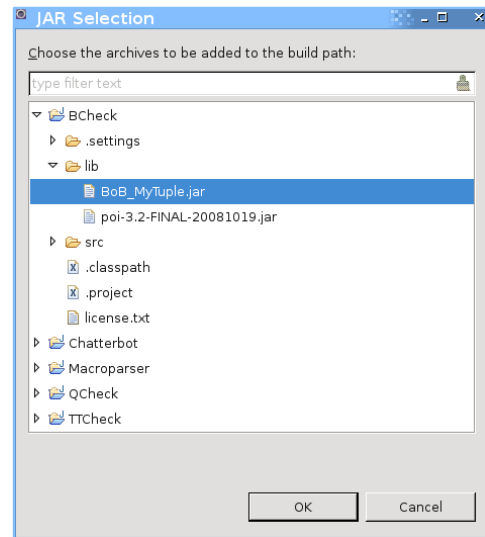 JAR Selection
Choose the archives to be added to the build path:
type filter text
BCheck
.settings
lib
BoB_MyTuple.jar
poi-3.2-FINAL-20081019.jar
src
.classpath
.project
license.txt
Chatterbot
Macroparser
QCheck
TTCheck
OK Cancel